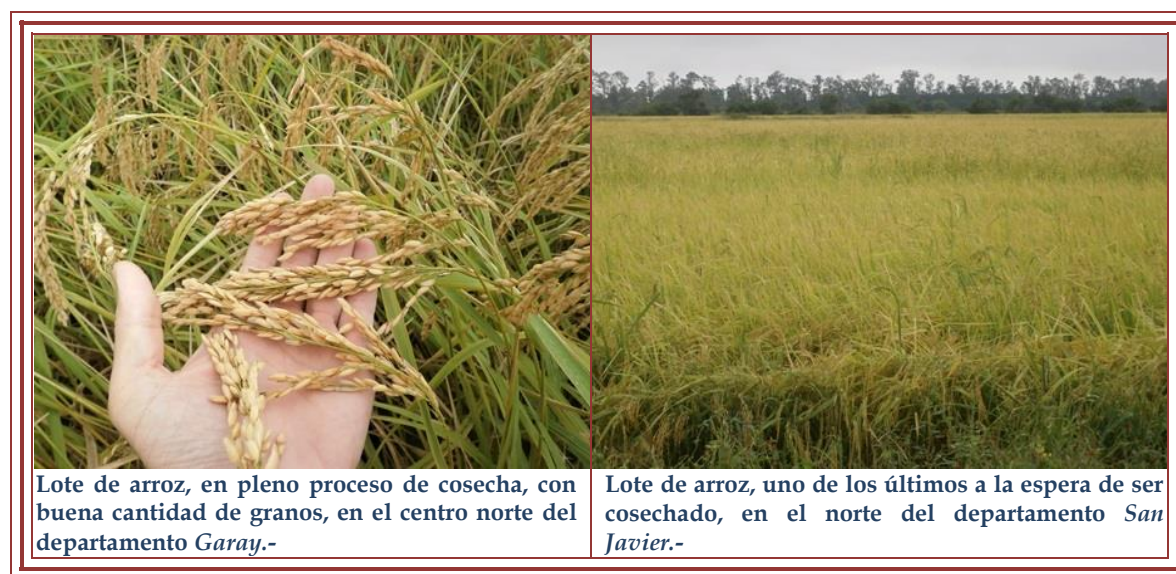 Lote de arroz, en pleno proceso de cosecha, con
buena cantidad de granos, en el centro norte del
departamento Garay.-
Lote de arroz, uno de los últimos a la espera de ser
cosechado, en el norte del departamento San
Javier.-